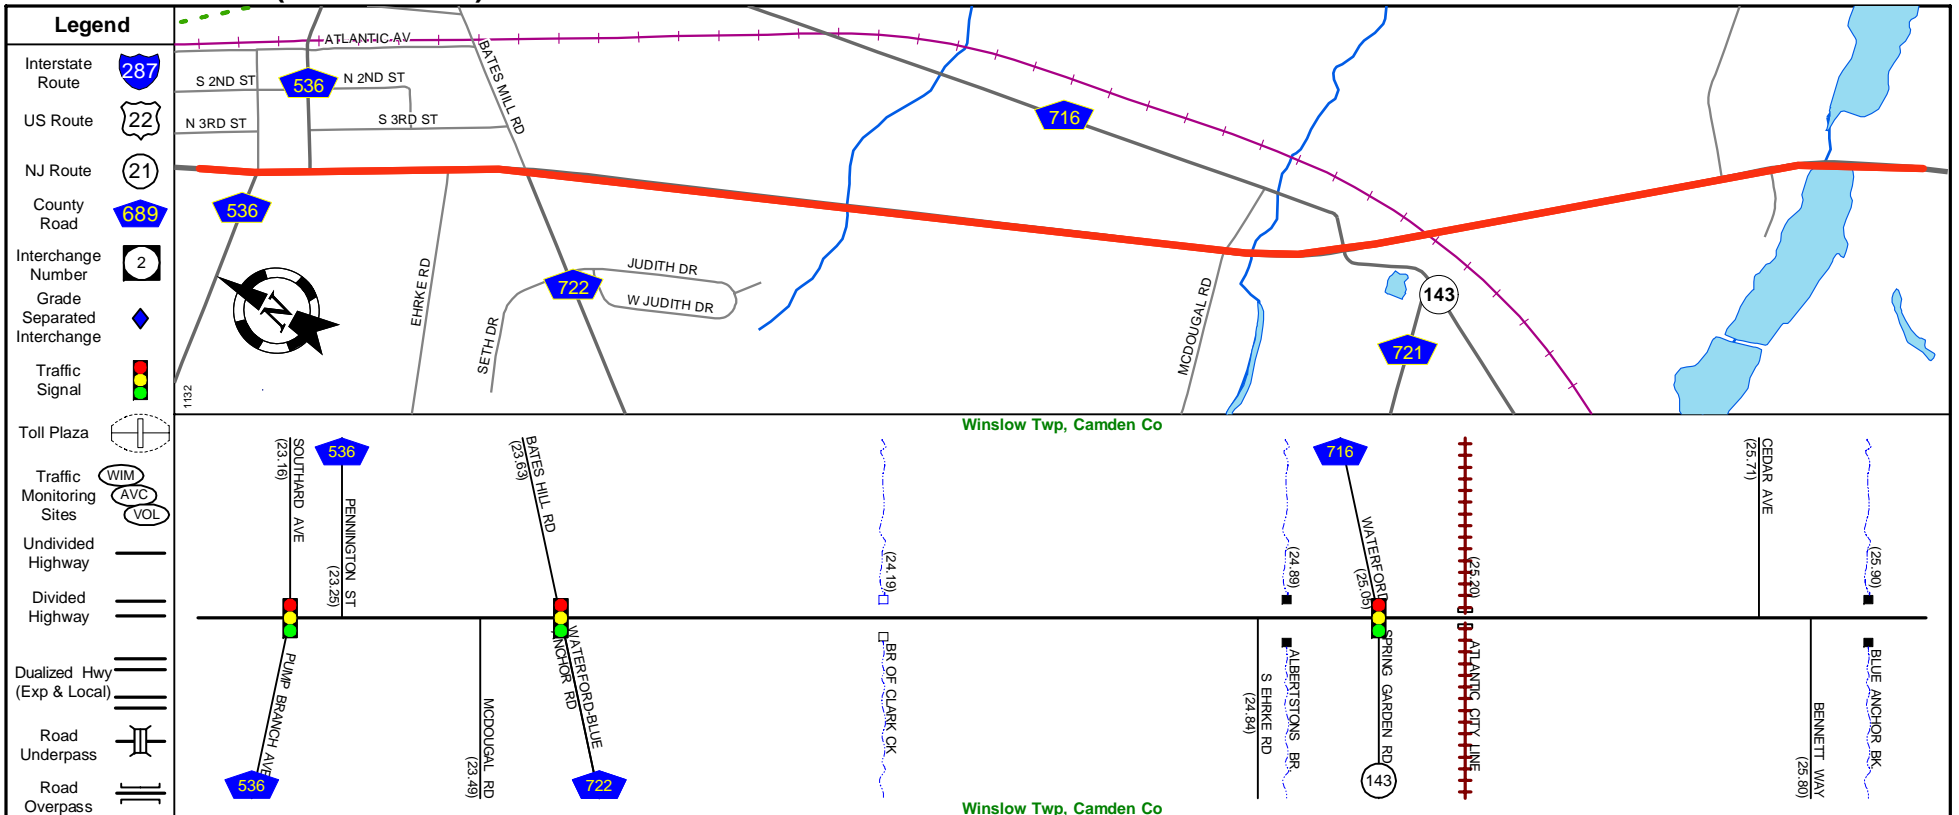 Legend
Interstate
Route
287
US Route
22
NJ Route
21
County
Road
689
Interchange
Number
2
Grade
Separated
Interchange
Traffic
Signal
Toll Plaza
Traffic
Monitoring
Sites
WIM
AVC
VOL
Undivided
Highway
Divided
Highway
Dualized Hwy
(Exp & Local)
Road
Underpass
Road
Overpass
ATLANTIC AV
S 2ND ST
536
N 2ND ST
N 3RD ST
S 3RD ST
BATES MILL RD
716
536
N
EHRKE RD
722
JUDITH DR
W JUDITH DR
SETH DR
MCDOUGAL RD
143
721
1132
Winslow Twp, Camden Co
SOUTHARD AVE
(23.16)
536
PENNINGTON ST
(23.25)
BATES HILL RD
(23.63)
(24.19)
(24.89)
716
WATERFORD
(25.05)
(25.20)
CEDAR AVE
(25.71)
(25.90)
PUMP BRANCH AVE
536
MCDOUGAL RD
(23.49)
WATERFORD-BLUE
ANCHOR RD
722
BR OF CLARK CK
S EHRKE RD
(24.84)
ALBERTSTONS BR
SPRING GARDEN RD
143
ATLANTIC CITY LINE
BENNETT WAY
(25.80)
BLUE ANCHOR BK
Winslow Twp, Camden Co